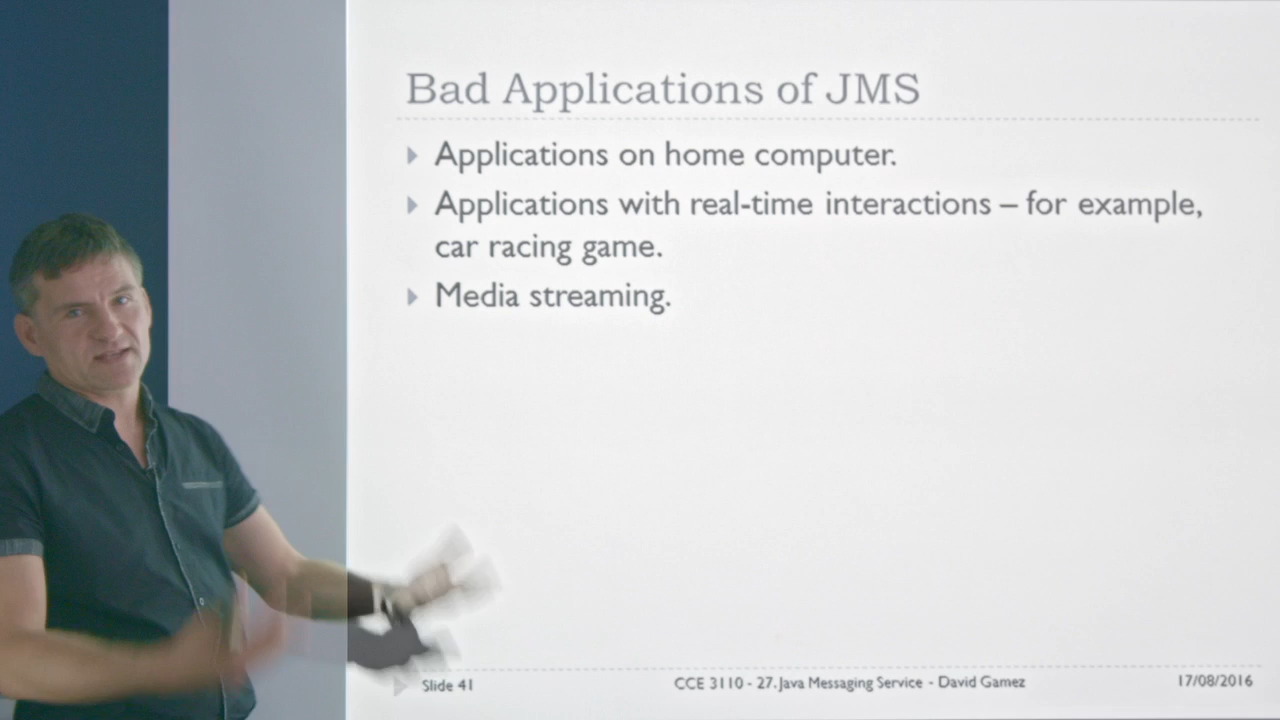 Bad Applications of JMS
Applications on home computer.
Applications with real-time interactions – for example,
car racing game.
Media streaming.
Slide 41
CCE 3110 - 27. Java Messaging Service - David Gamez
17/08/2016